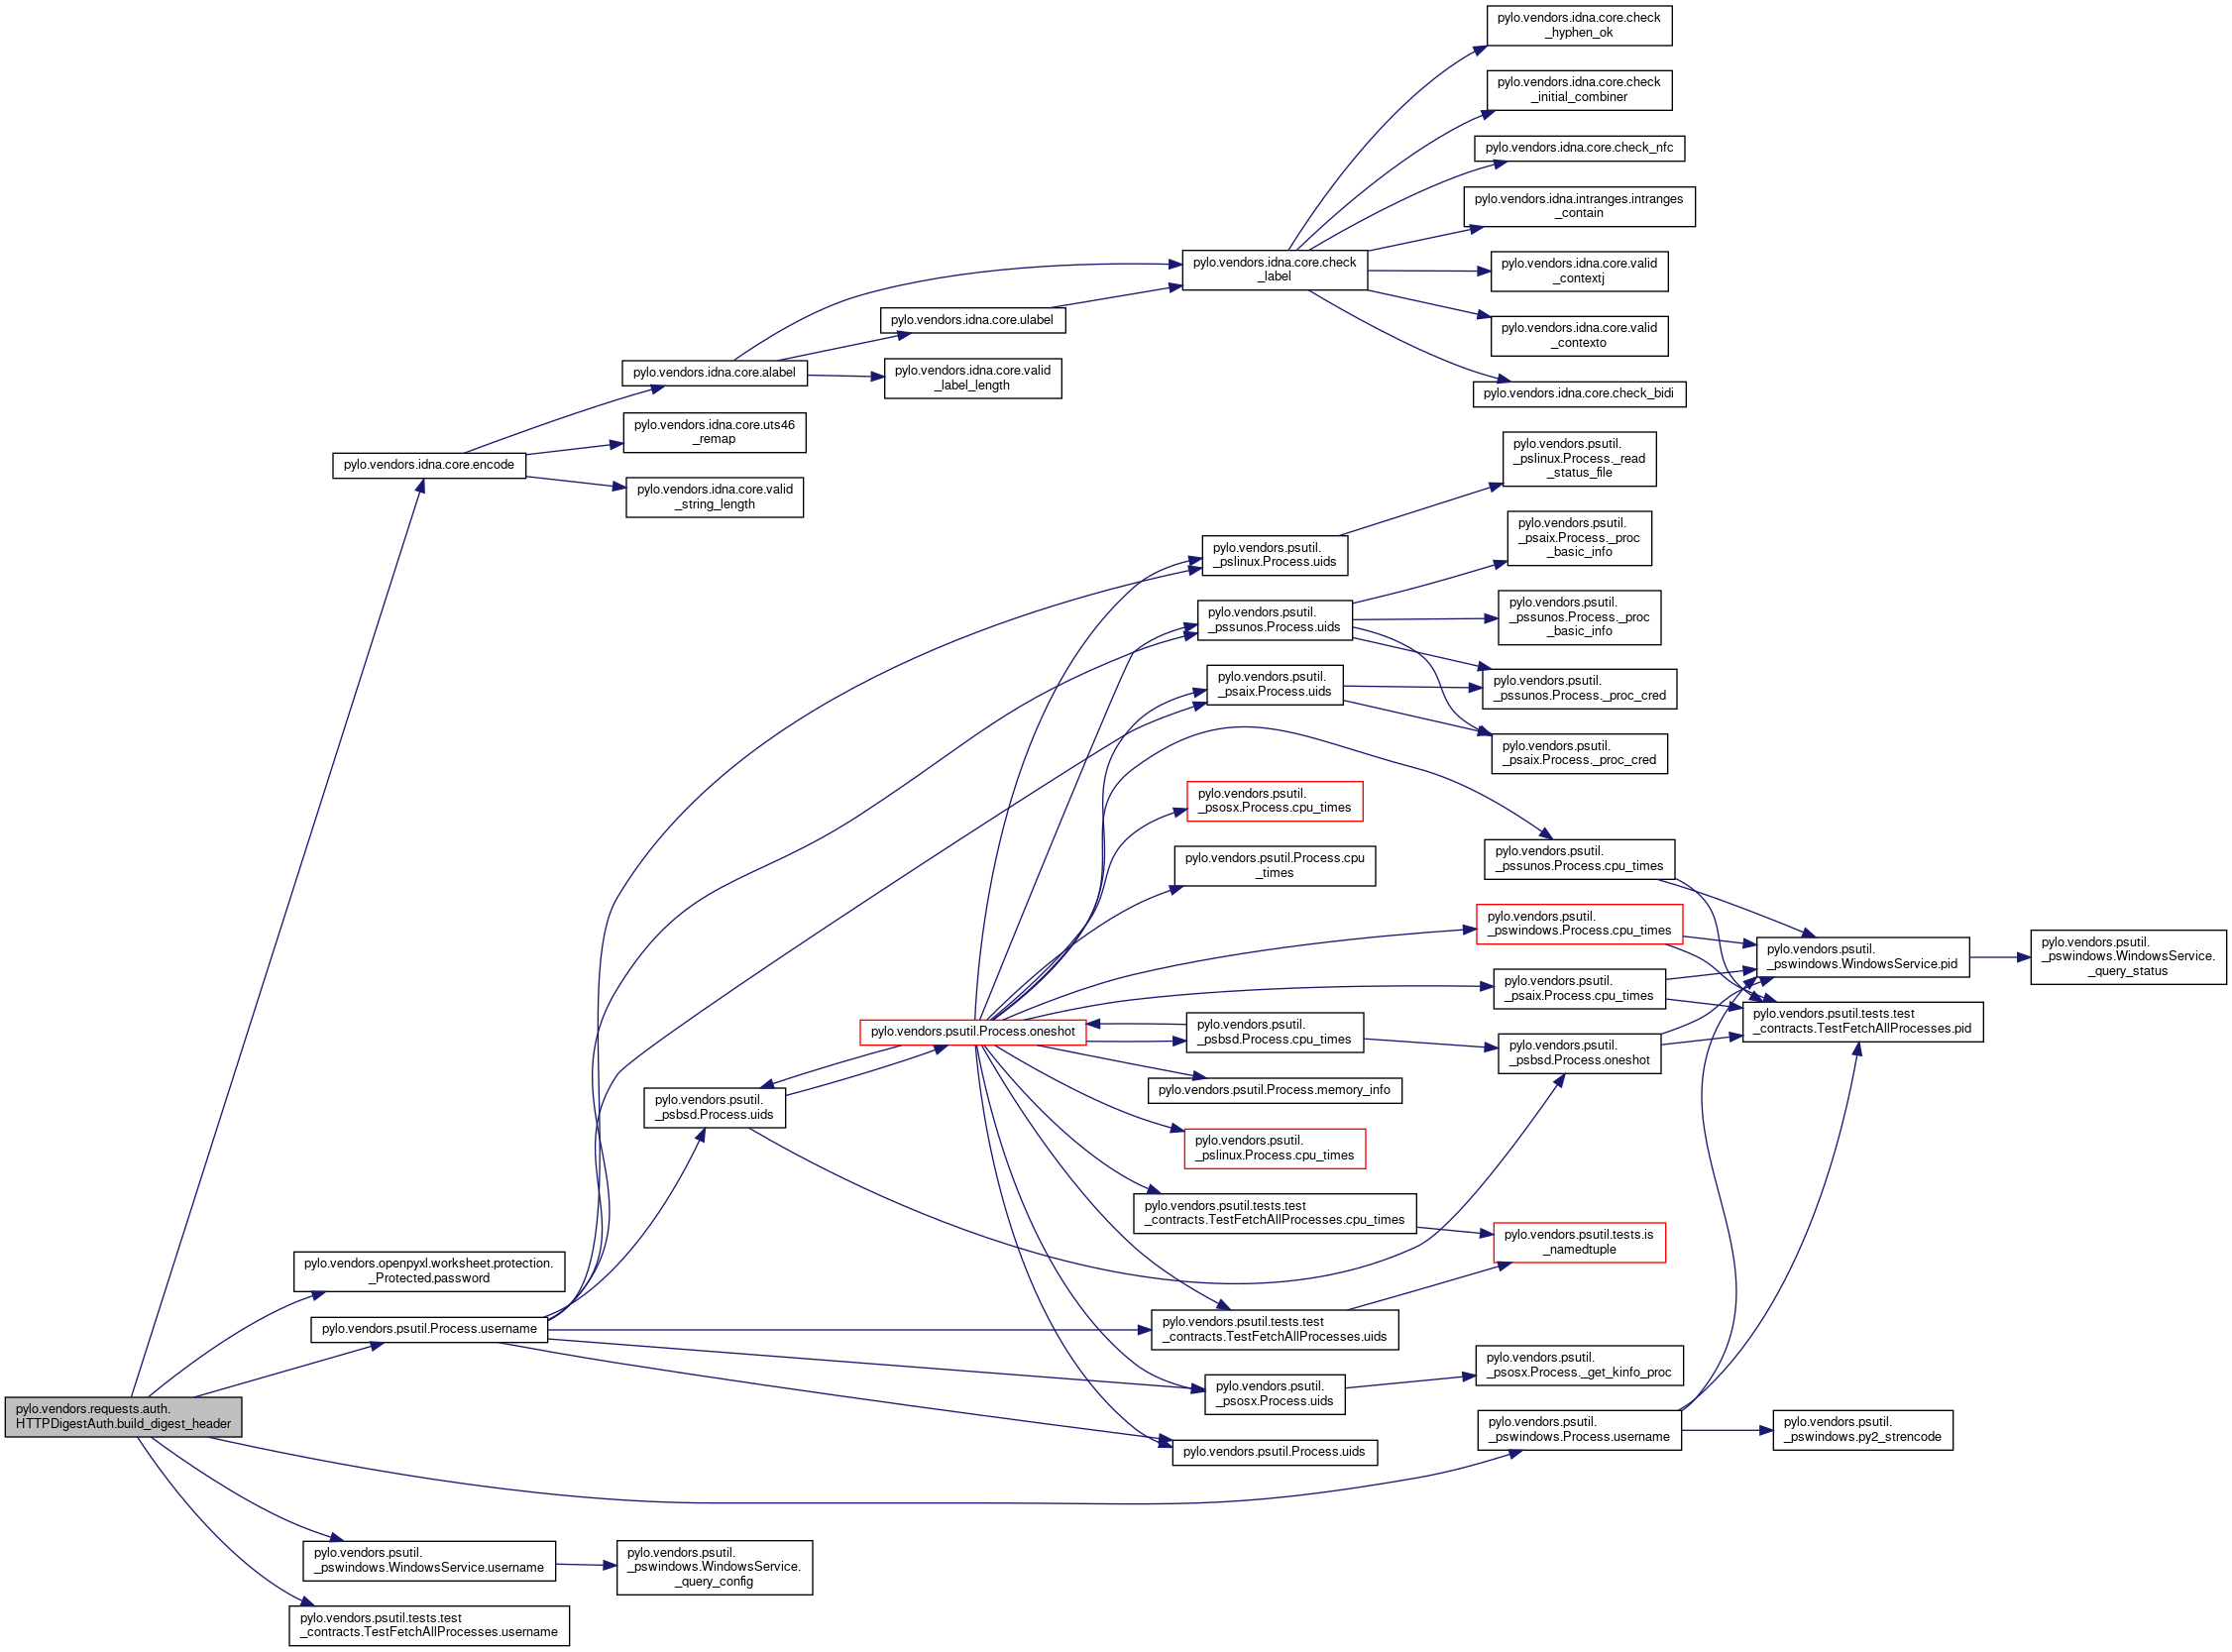 pylo.vendors.idna.core.check
_hyphen_ok
pylo.vendors.idna.core.check
_initial_combiner
pylo.vendors.idna.core.check_nfc
pylo.vendors.idna.intranges.intranges
_contain
pylo.vendors.idna.core.check
_label
pylo.vendors.idna.core.valid
_contextj
pylo.vendors.idna.core.ulabel
pylo.vendors.idna.core.valid
_contexto
pylo.vendors.idna.core.alabel
pylo.vendors.idna.core.valid
_label_length
pylo.vendors.idna.core.check_bidi
pylo.vendors.idna.core.uts46
_remap
pylo.vendors.idna.core.encode
pylo.vendors.psutil.
_pslinux.Process._read
_status_file
pylo.vendors.idna.core.valid
_string_length
pylo.vendors.psutil.
_psaix.Process._proc
_basic_info
pylo.vendors.psutil.
_pslinux.Process.uids
pylo.vendors.psutil.
_pssunos.Process.uids
pylo.vendors.psutil.
_pssunos.Process._proc
_basic_info
pylo.vendors.psutil.
_psaix.Process.uids
pylo.vendors.psutil.
_pssunos.Process._proc_cred
pylo.vendors.psutil.
_psaix.Process._proc_cred
pylo.vendors.psutil.
_psosx.Process.cpu_times
pylo.vendors.psutil.Process.cpu
_times
pylo.vendors.psutil.
_pssunos.Process.cpu_times
pylo.vendors.psutil.
_pswindows.Process.cpu_times
pylo.vendors.psutil.
_pswindows.WindowsService.pid
pylo.vendors.psutil.
_pswindows.WindowsService.
_query_status
pylo.vendors.psutil.
_psaix.Process.cpu_times
pylo.vendors.psutil.tests.test
_contracts.TestFetchAllProcesses.pid
pylo.vendors.psutil.Process.oneshot
pylo.vendors.psutil.
_psbsd.Process.cpu_times
pylo.vendors.psutil.
_psbsd.Process.oneshot
pylo.vendors.psutil.Process.memory_info
pylo.vendors.psutil.
_psbsd.Process.uids
pylo.vendors.psutil.
_pslinux.Process.cpu_times
pylo.vendors.psutil.tests.test
_contracts.TestFetchAllProcesses.cpu_times
pylo.vendors.psutil.tests.is
_namedtuple
pylo.vendors.openpyxl.worksheet.protection.
_Protected.password
pylo.vendors.psutil.Process.username
pylo.vendors.psutil.tests.test
_contracts.TestFetchAllProcesses.uids
pylo.vendors.psutil.
_psosx.Process._get_kinfo_proc
pylo.vendors.psutil.
_psosx.Process.uids
pylo.vendors.requests.auth.
HTTPDigestAuth.build_digest_header
pylo.vendors.psutil.Process.uids
pylo.vendors.psutil.
_pswindows.Process.username
pylo.vendors.psutil.
_pswindows.py2_strencode
pylo.vendors.psutil.
_pswindows.WindowsService.username
pylo.vendors.psutil.
_pswindows.WindowsService.
_query_config
pylo.vendors.psutil.tests.test
_contracts.TestFetchAllProcesses.username